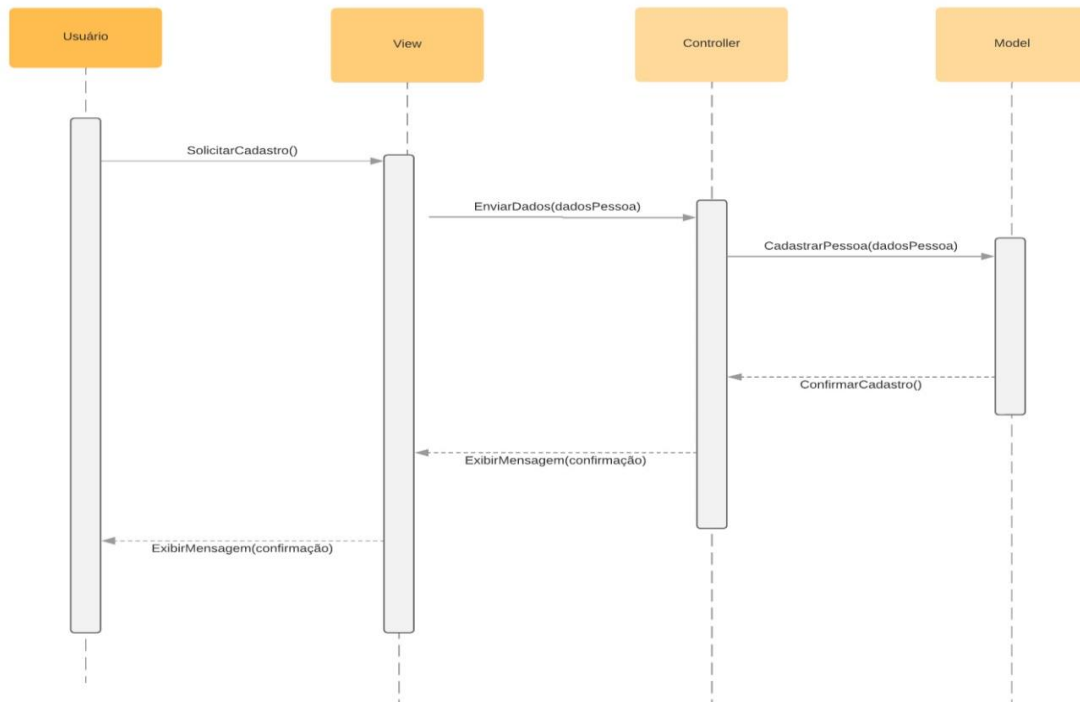 Usuário
View
Controller
Model
SolicitarCadastro()
EnviarDados(dadosPessoa)
CadastrarPessoa(dadosPessoa)
ConfirmarCadastro()
ExibirMensagem(confirmação)
ExibirMensagem(confirmação)